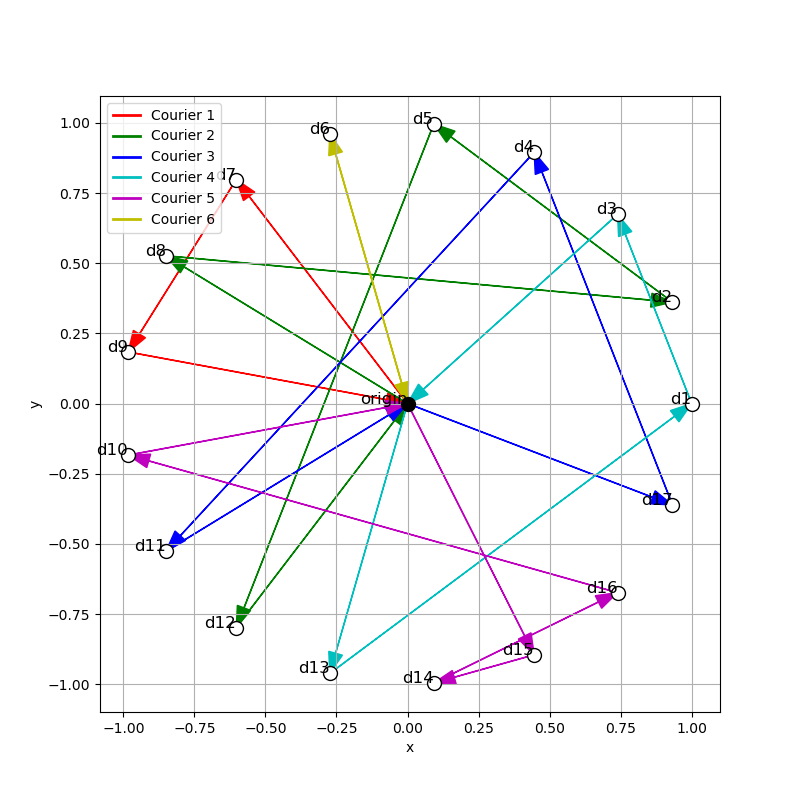 Courier 1
Courier 2
Courier 3
Courier 4
Courier 5
Courier 6
d5
d6
d4
d7
d3
d8
d2
d9
origin
d1
d10
d17
d11
d16
d12
d15
d13
d14
1.00
0.75
0.50
0.25
0.00
−0.25
−0.50
−0.75
−1.00
y
−1.00 −0.75 −0.50 −0.25 0.00 0.25 0.50 0.75 1.00
x